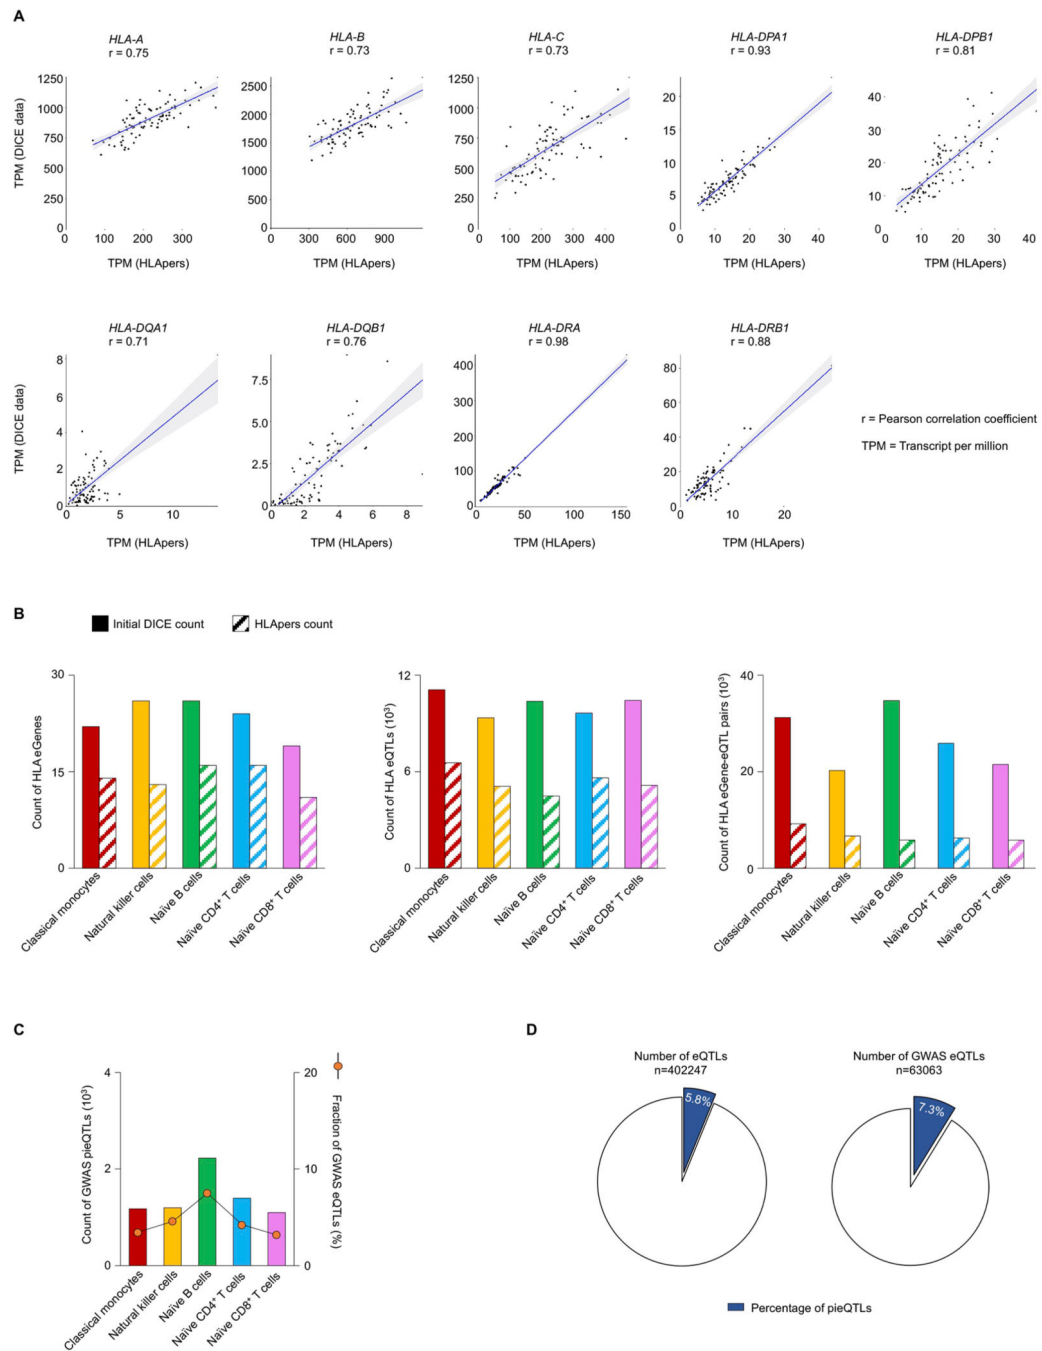 A
HLA-A
r = 0.75
HLA-B
r = 0.73
HLA-C
r = 0.73
HLA-DPA1
r = 0.93
HLA-DPB1
r = 0.81
TPM (DICE data)
1250
1000
750
500
250
0
0 100 200 300
TPM (HLApers)
2500
2000
1500
1000
500
0
0 300 600 900
TPM (HLApers)
1250
1000
750
500
250
0 100 200 300 400
TPM (HLApers)
20
15
10
5
0
0 10 20 30 40
TPM (HLApers)
40
30
20
10
0
0 10 20 30 40
TPM (HLApers)
HLA-DQA1
r = 0.71
HLA-DQB1
r = 0.76
HLA-DRA
r = 0.98
HLA-DRB1
r = 0.88
TPM (DICE data)
8
6
4
2
0
0 5 10
TPM (HLApers)
7.5
5.0
2.5
0
0 2 4 6 8
TPM (HLApers)
400
300
200
100
0
0 50 100 150
TPM (HLApers)
80
60
40
20
0
0 10 20
TPM (HLApers)
r = Pearson correlation coefficient
TPM = Transcript per million
B
Initial DICE count
HLApers count
Count of HLA eGenes
30
15
0
Classical monocytes
Natural killer cells
Naïve B cells
Naïve CD4+ T cells
Naïve CD8+ T cells
Count of HLA eQTLs (10³)
12
6
0
Classical monocytes
Natural killer cells
Naïve B cells
Naïve CD4+ T cells
Naïve CD8+ T cells
Count of HLA eGene-eQTL pairs (10³)
40
20
0
Classical monocytes
Natural killer cells
Naïve B cells
Naïve CD4+ T cells
Naïve CD8+ T cells
C
Count of GWAS pieQTLs (10³)
4
2
0
20
10
0
Fraction of GWAS eQTLs (%)
Classical monocytes
Natural killer cells
Naïve B cells
Naïve CD4+ T cells
Naïve CD8+ T cells
D
Number of eQTLs
n=402247
5.8%
Number of GWAS eQTLs
n=63063
7.3%
Percentage of pieQTLs